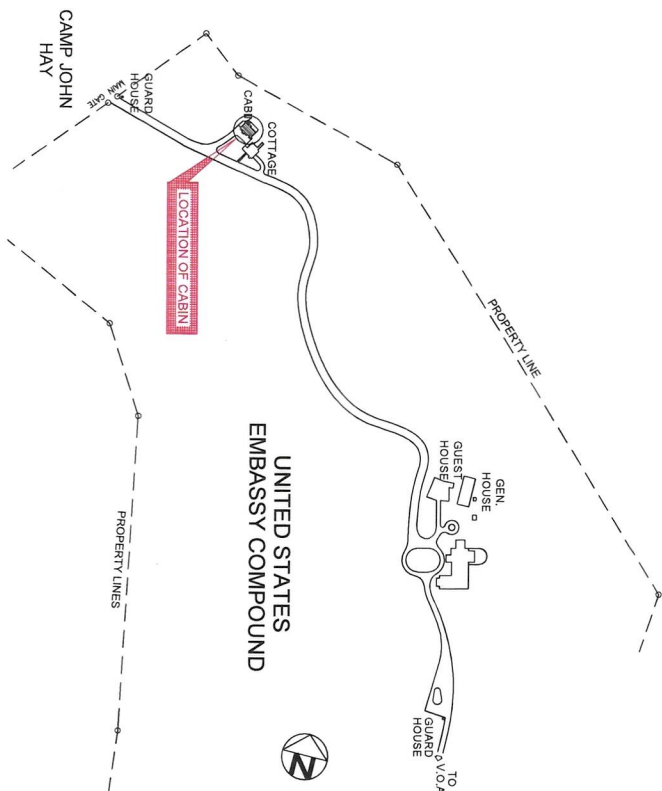 CAMP JOHN
HAY
MAIN GATE
GUARD
HOUSE
CABIN
COTTAGE
LOCATION OF CABIN
PROPERTY LINE
GEN.
HOUSE
GUEST
HOUSE
UNITED STATES
EMBASSY COMPOUND
PROPERTY LINES
GUARD
HOUSE
TO
V.O.A
N